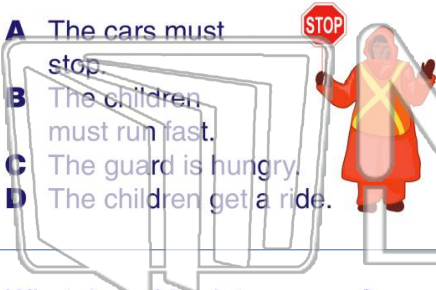 A The cars must
stop.
B The children
must run fast.
C The guard is hungry.
D The children get a ride.
STOP